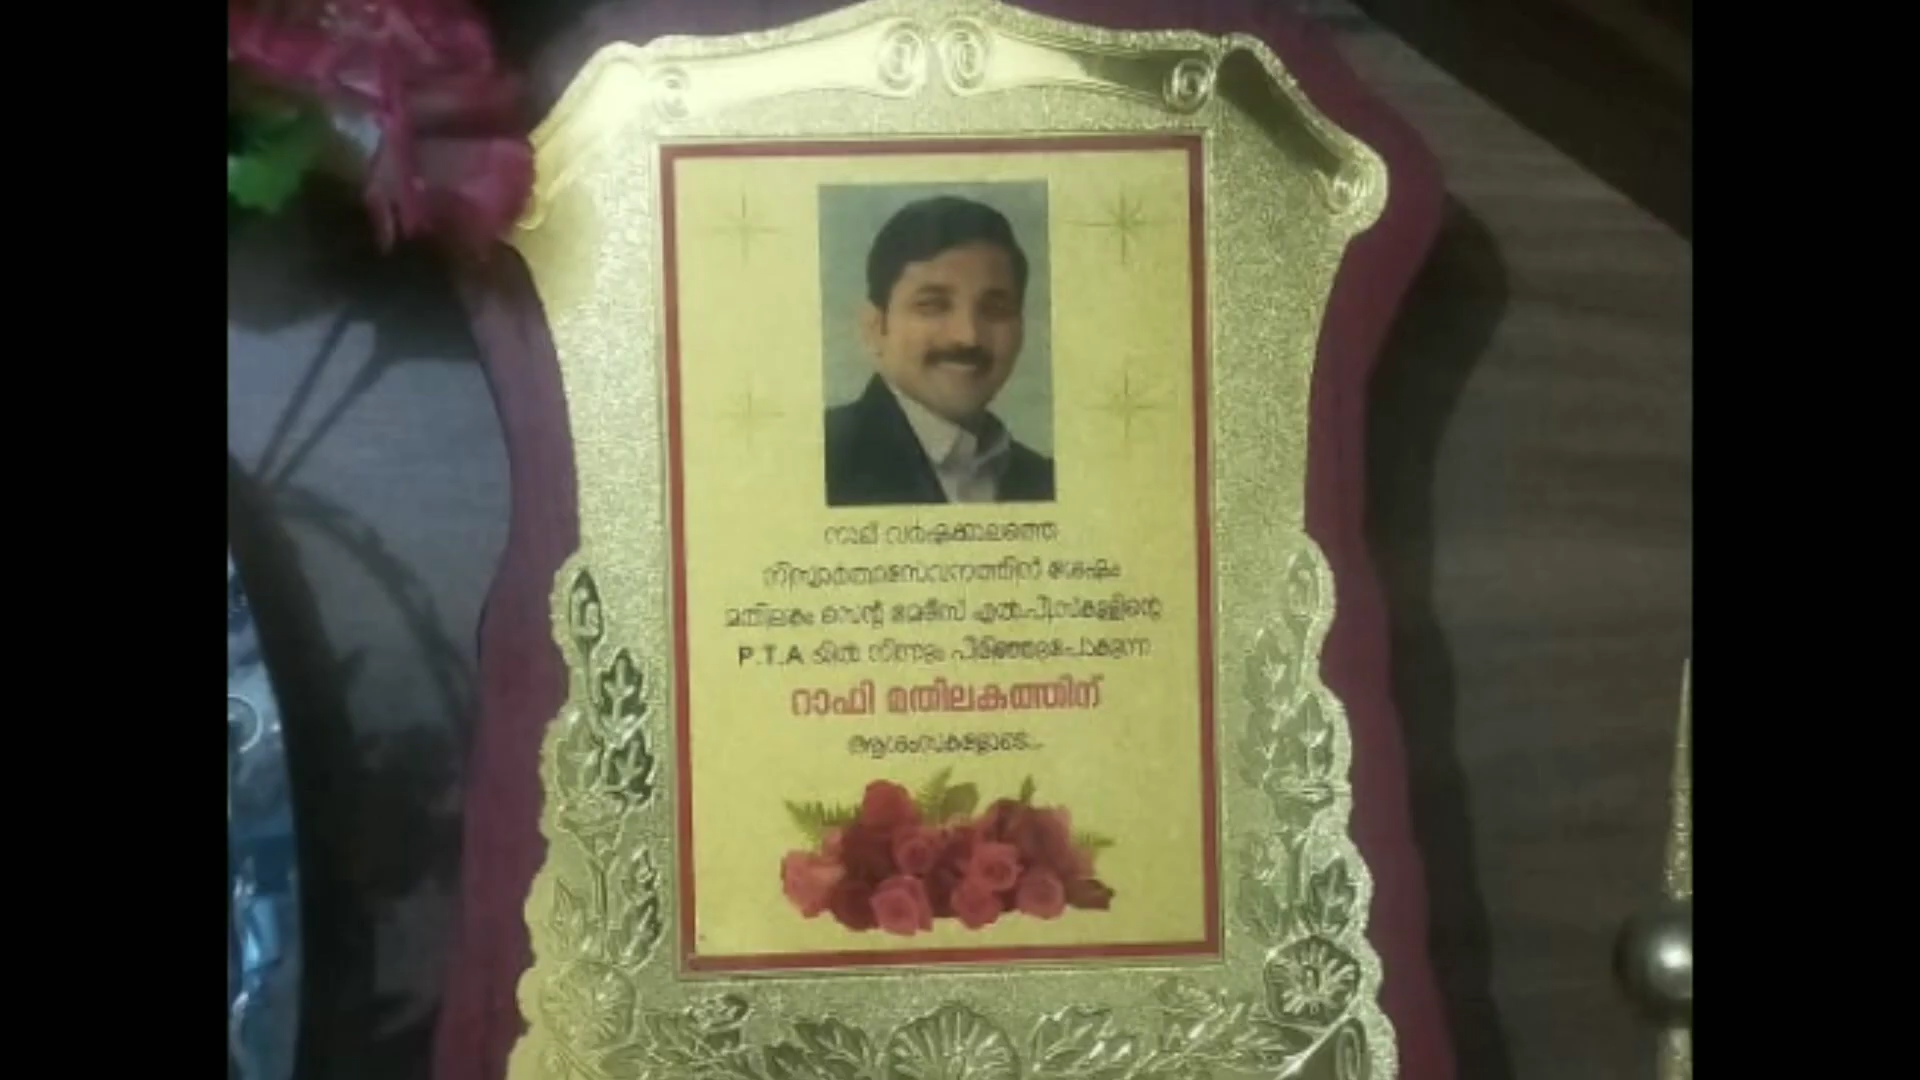 നാല് വർഷക്കാലത്തെ
നിസ്വാർത്ഥസേവനത്തിന് ശേഷം
മതിലകം സെന്റ് മേരീസ് എൽ.പി.സ്കൂളിന്റെ
P.T.A യിൽ നിന്നും പിരിഞ്ഞുപോകുന്ന
റാഫി മതിലകത്തിന്
ആശംസകളോടെ...